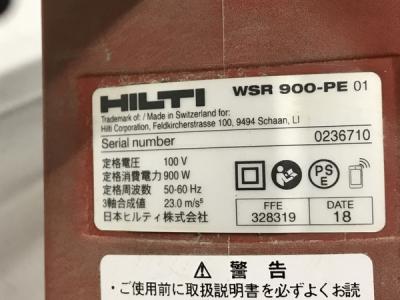 HILTI WSR 900-PE 01
Trademark of: / Made in Switzerland for:
Hilti Corporation, Feldkircherstrasse 100, 9494 Schaan, LI
Serial number 0236710
定格電圧 100 V
定格消費電力 900 W
定格周波数 50-60 Hz
3軸合成値 23.0 m/s⁵
日本ヒルティ株式会社
PS
E
FFE
328319
DATE
18
警告
・ご使用前に取扱説明書を必ずよくお読